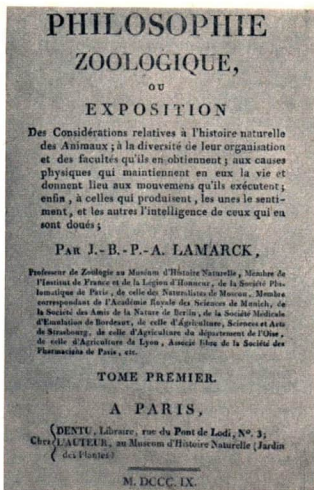 PHILOSOPHIE
ZOOLOGIQUE,
OU
EXPOSITION
Des Considérations relatives à l'histoire naturelle
des Animaux; à la diversité de leur organisation
et des facultés qu'ils en obtiennent; aux causes
physiques qui maintiennent en eux la vie et
donnent lieu aux mouvemens qu'ils exécutent;
enfin, à celles qui produisent, les unes le senti-
ment, et les autres l'intelligence de ceux qui en
sont doués;
PAR J.-B.-P.-A. LAMARCK,
Professeur de Zoologie au Muséum d'Histoire Naturelle, Membre de
l'Institut de France et de la Légion d'Honneur, de la Société Phi-
lomatique de Paris, de celle des Naturalistes de Moscou, Membre
correspondant de l'Académie Royale des Sciences de Munich, de
la Société des Amis de la Nature de Berlin, de la Société Médicale
d'Emulation de Bordeaux, de celle d'Agriculture, Sciences et Arts
de Strasbourg, de celle d'Agriculture du département de l'Oise,
de celle d'Agriculture de Lyon, Associé libre de la Société des
Pharmaciens de Paris, etc.
TOME PREMIER.
A PARIS,
Chez DENTU, Libraire, rue du Pont de Lodi, N°. 3;
L'AUTEUR, au Museum d'Histoire Naturelle (Jardin
des Plantes)
M. DCCC. IX.